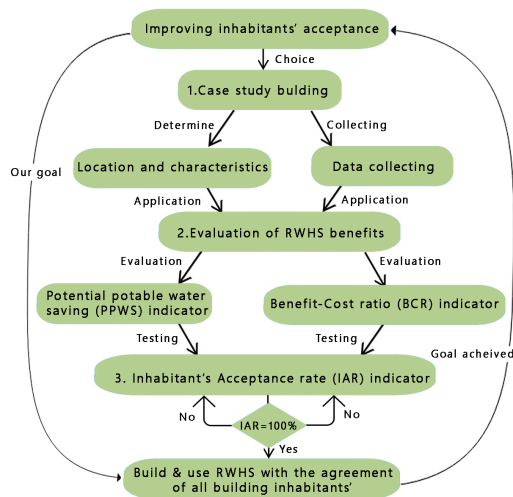 Improving inhabitants’ acceptance
Choice
1.Case study bulding
Determine
Collecting
Our goal
Location and characteristics
Data collecting
Application
Application
2.Evaluation of RWHS benefits
Evaluation
Evaluation
Potential potable water
saving (PPWS) indicator
Benefit-Cost ratio (BCR) indicator
Testing
Testing
Goal acheived
3. Inhabitant’s Acceptance rate (IAR) indicator
No
No
IAR=100%
Yes
Build & use RWHS with the agreement
of all building inhabitants’